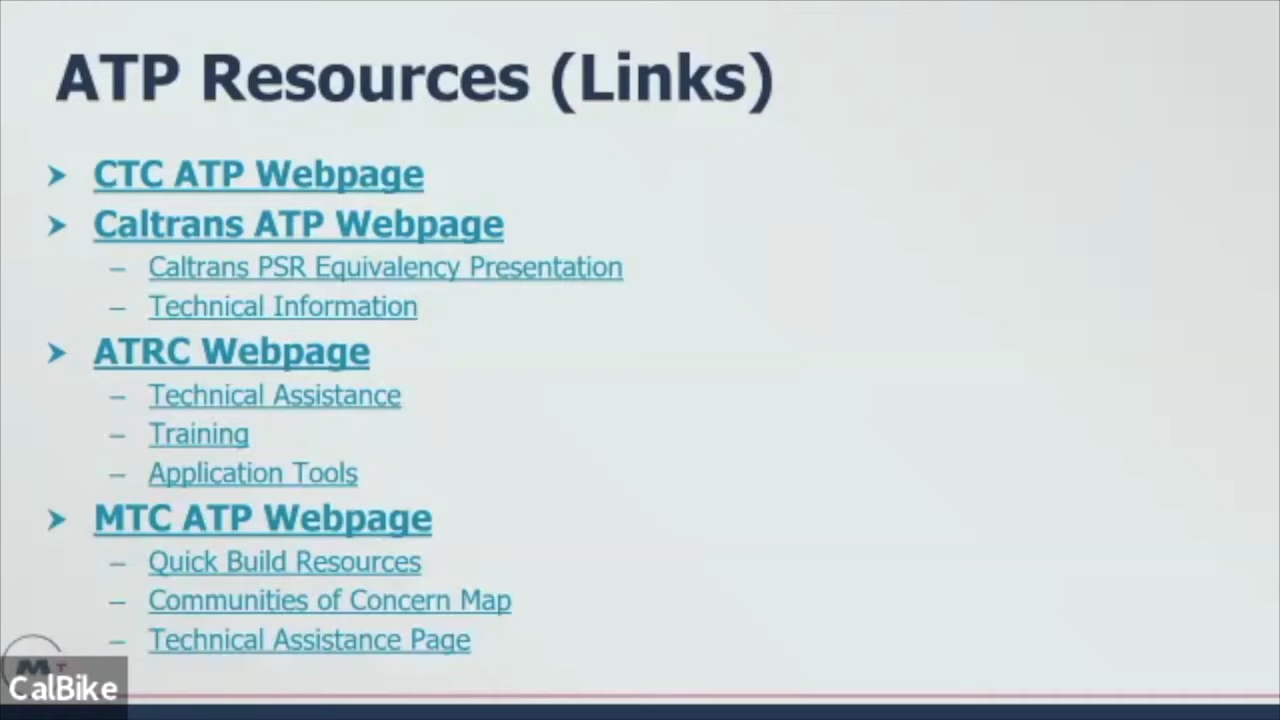 ATP Resources (Links)
➤ CTC ATP Webpage
➤ Caltrans ATP Webpage
– Caltrans PSR Equivalency Presentation
– Technical Information
➤ ATRC Webpage
– Technical Assistance
– Training
– Application Tools
➤ MTC ATP Webpage
– Quick Build Resources
– Communities of Concern Map
– Technical Assistance Page
M T
CalBike